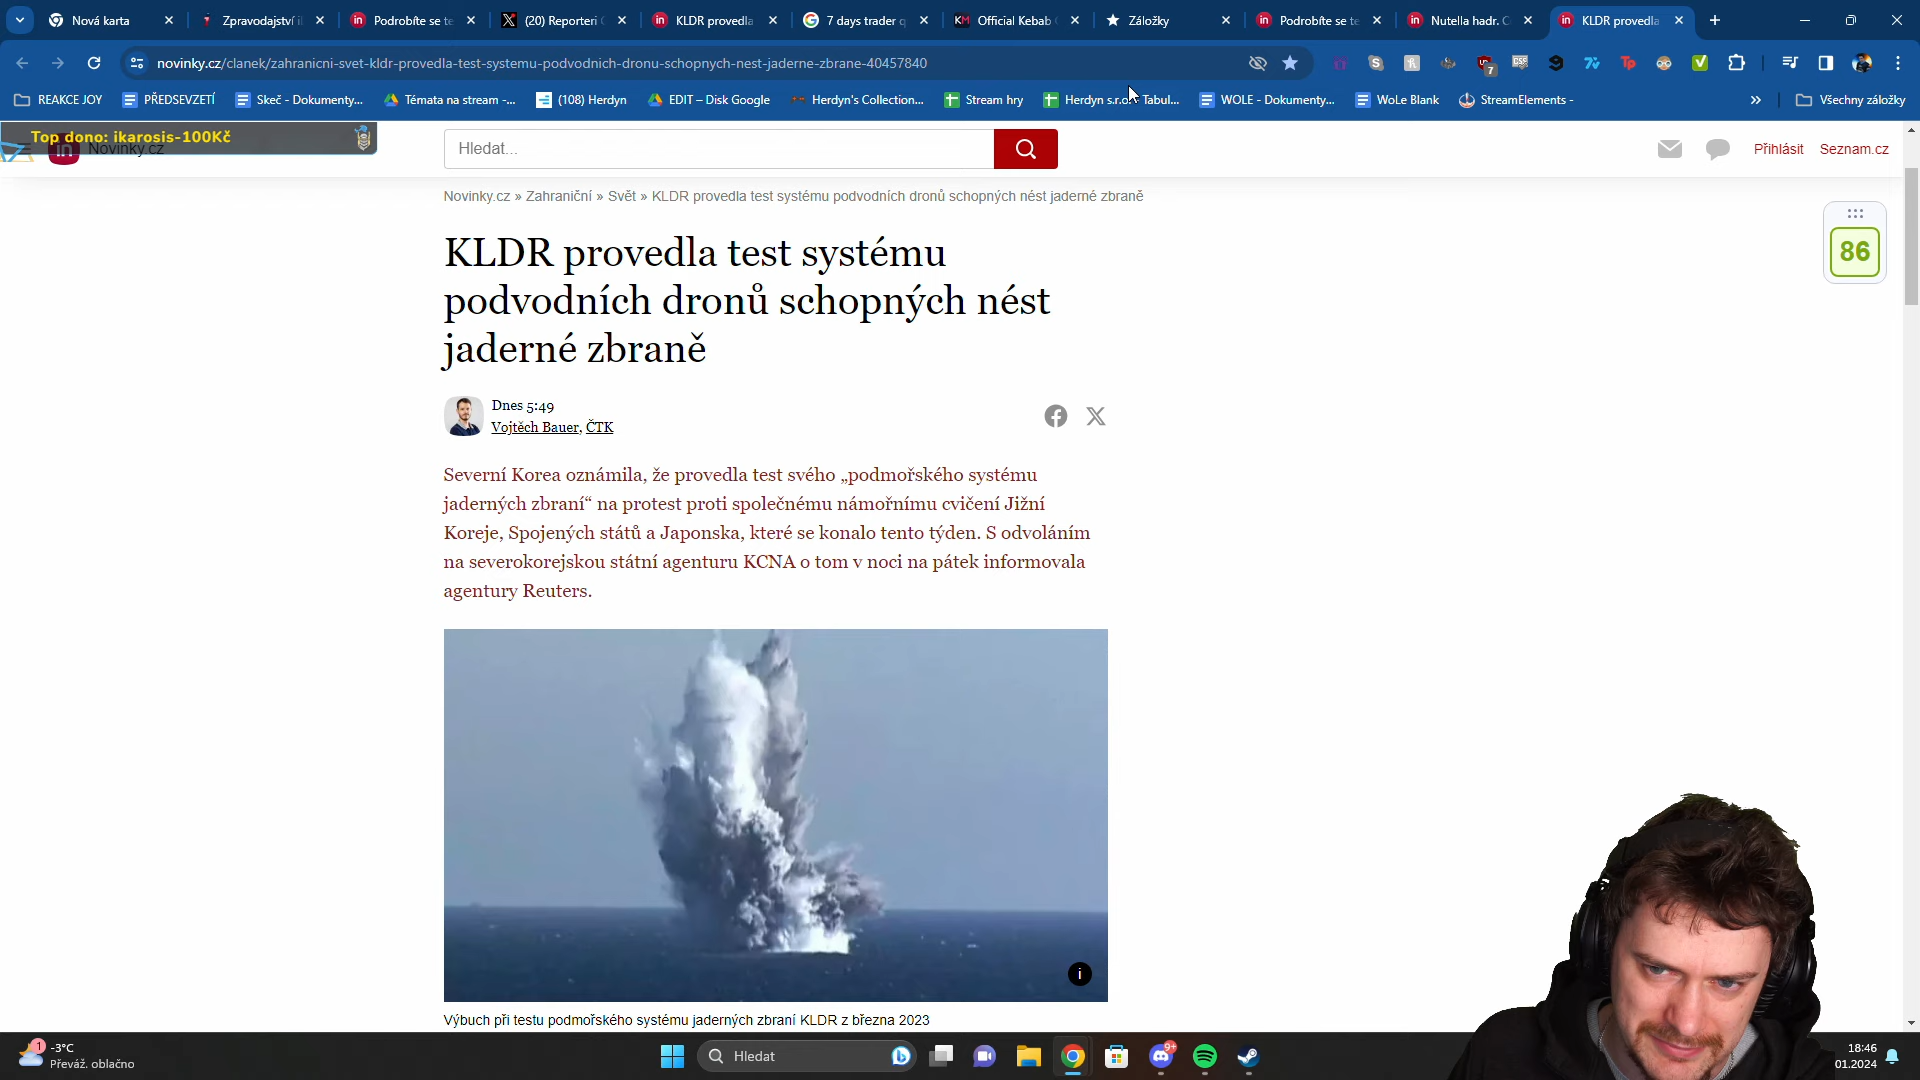 Nová karta
Zpravodajství i
Podrobíte se te
(20) Reporteri
KLDR provedla
7 days trader q
Official Kebab
Záložky
Podrobíte se te
Nutella hadr. C
KLDR provedla
novinky.cz/clanek/zahranicni-svet-kldr-provedla-test-systemu-podvodnich-dronu-schopnych-nest-jaderne-zbrane-40457840
REAKCE JOY
PŘEDSEVZETÍ
Skeč - Dokumenty...
Témata na stream -...
(108) Herdyn
EDIT – Disk Google
Herdyn's Collection...
Stream hry
Herdyn s.r.o. Tabul...
WOLE - Dokumenty...
WoLe Blank
StreamElements -
Všechny záložky
Top dono: ikarosis-100Kč
Novinky.cz
Hledat...
Přihlásit
Seznam.cz
Novinky.cz » Zahraniční » Svět » KLDR provedla test systému podvodních dronů schopných nést jaderné zbraně
86
KLDR provedla test systému
podvodních dronů schopných nést
jaderné zbraně
Dnes 5:49
Vojtěch Bauer, ČTK
Severní Korea oznámila, že provedla test svého „podmořského systému
jaderných zbraní“ na protest proti společnému námořnímu cvičení Jižní
Koreje, Spojených států a Japonska, které se konalo tento týden. S odvoláním
na severokorejskou státní agenturu KCNA o tom v noci na pátek informovala
agentury Reuters.
Výbuch při testu podmořského systému jaderných zbraní KLDR z března 2023
-3°C
Převáž. oblačno
Hledat
9+
18:46
01.2024